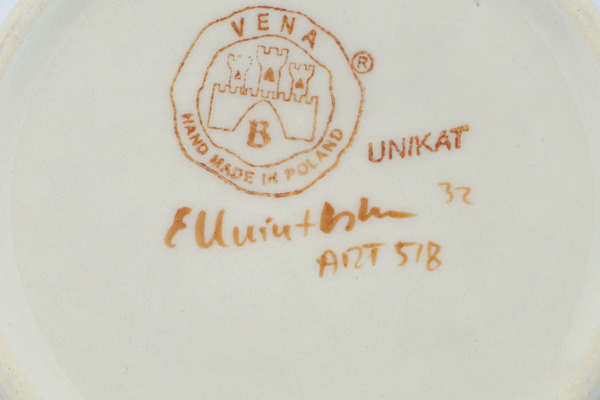 VENA
®
B
HAND MADE IN POLAND
UNIKAT
32
ART 518